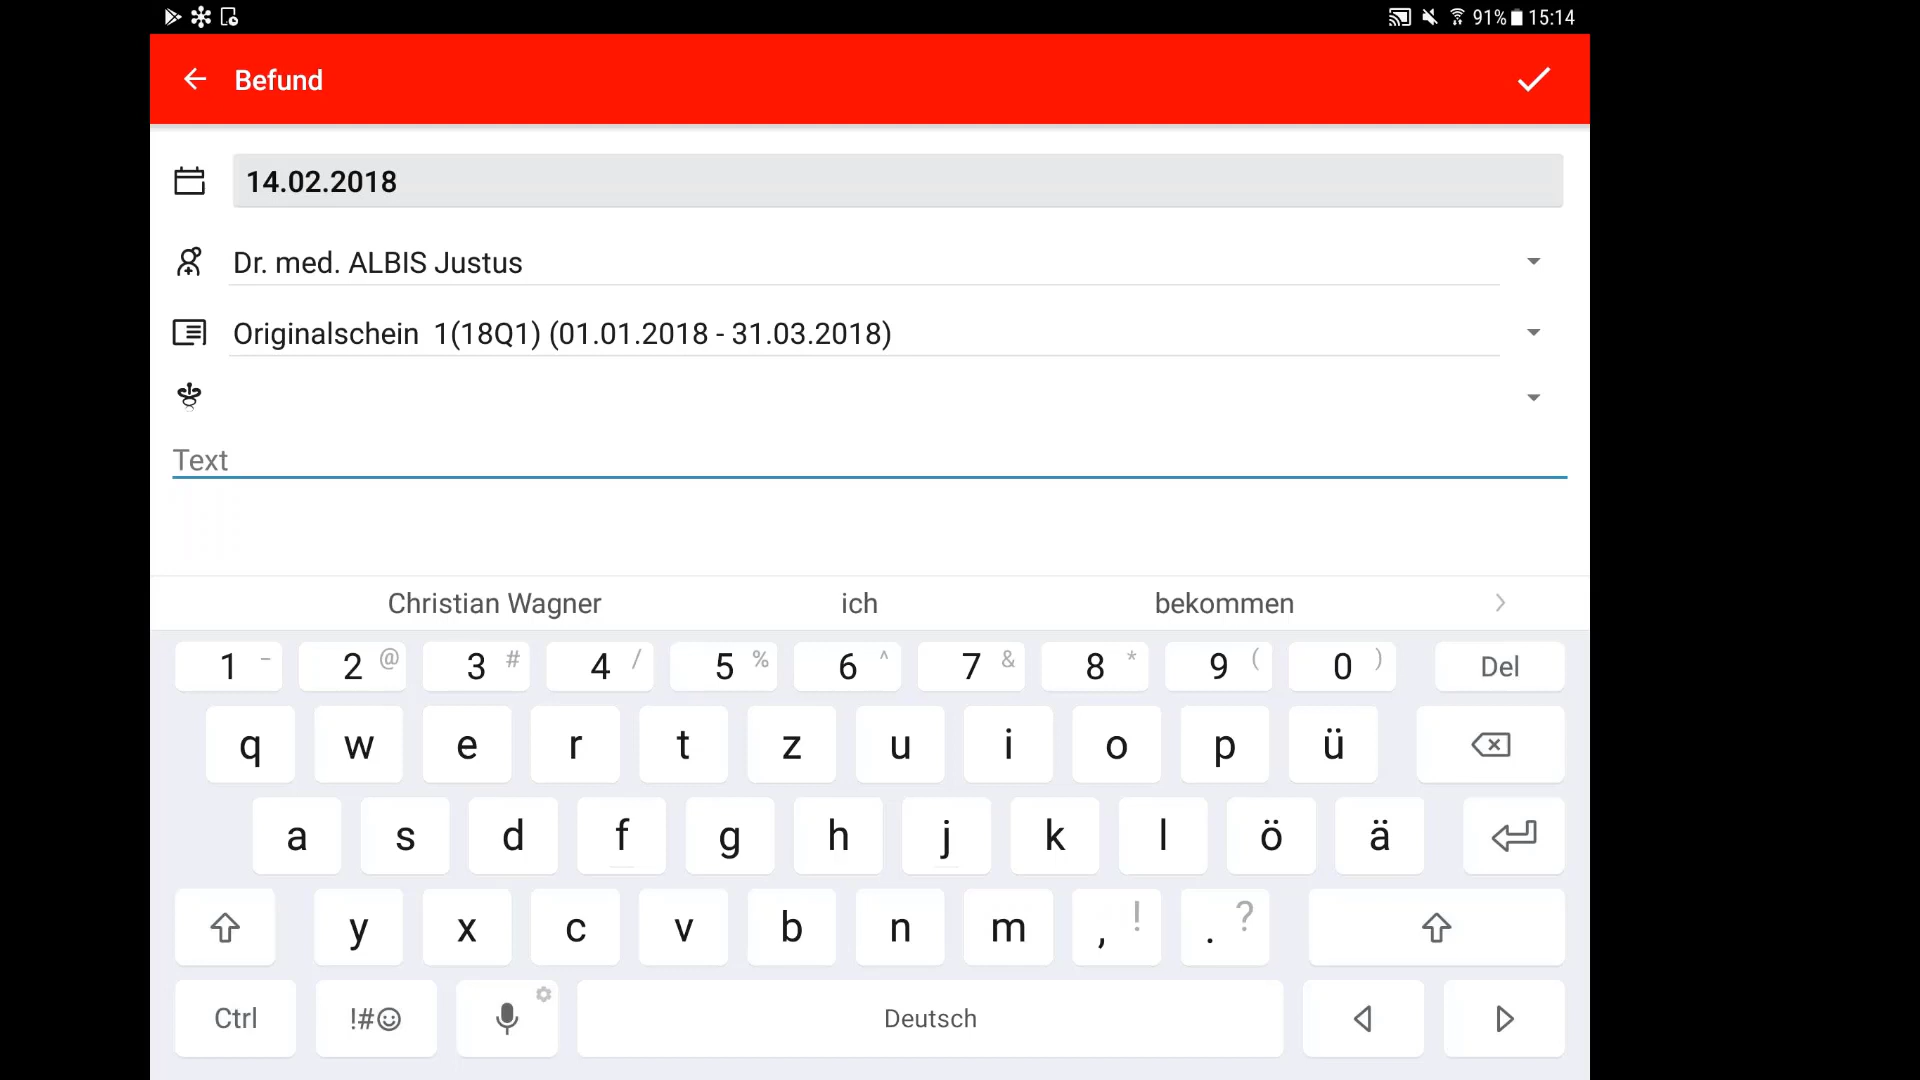 91% 15:14
Befund
14.02.2018
Dr. med. ALBIS Justus
Originalschein 1(18Q1) (01.01.2018 - 31.03.2018)
Text
Christian Wagner ich bekommen
1 - 2 @ 3 # 4 / 5 % 6 ^ 7 & 8 * 9 ( 0 ) Del
q w e r t z u i o p ü
a s d f g h j k l ö ä
y x c v b n m , ! . ?
Ctrl !#☺ Deutsch